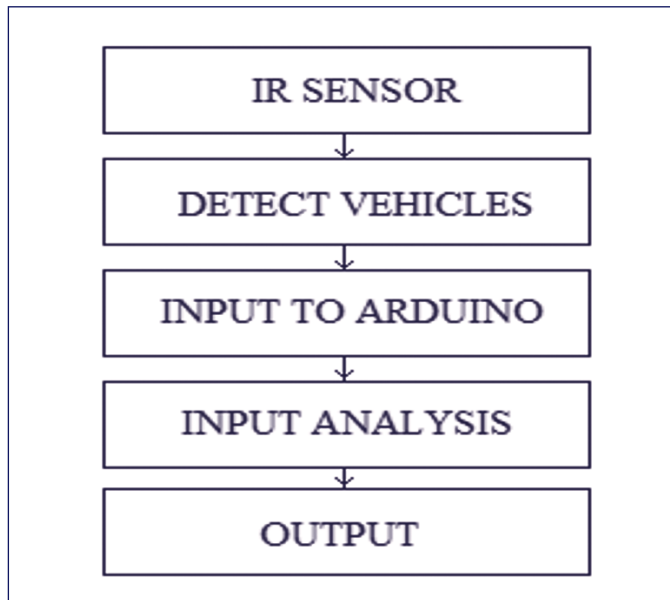 IR SENSOR
DETECT VEHICLES
INPUT TO ARDUINO
INPUT ANALYSIS
OUTPUT